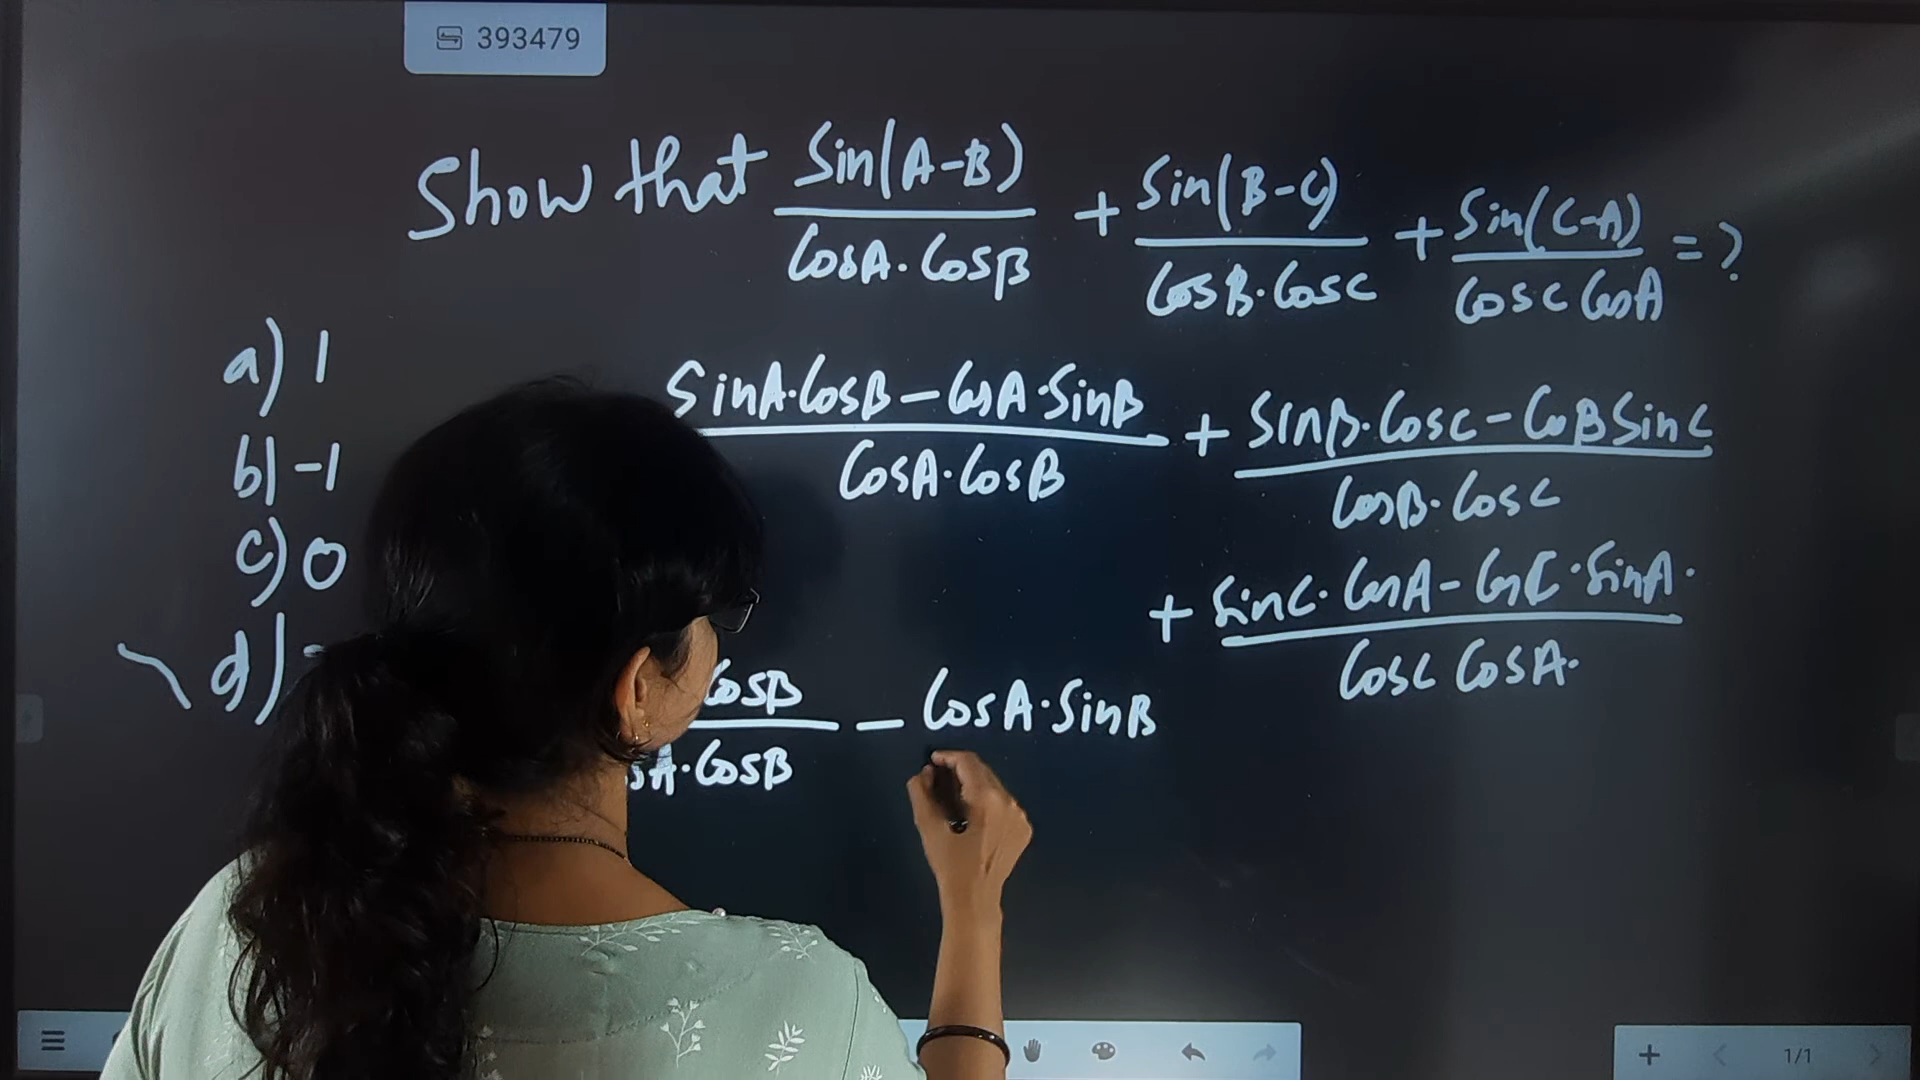 393479
Show that Sin(A-B)/CosA.CosB + Sin(B-C)/CosB.CosC + Sin(C-A)/CosC CosA = ?
a) 1
b) -1
c) 0
d)
SinA.CosB - CosA.SinB/CosA.CosB + SinB.CosC - CosB SinC/CosB.CosC
+ SinC.CosA - CosC.SinA./CosC CosA.
CosB/sA.CosB - CosA.SinB
1/1